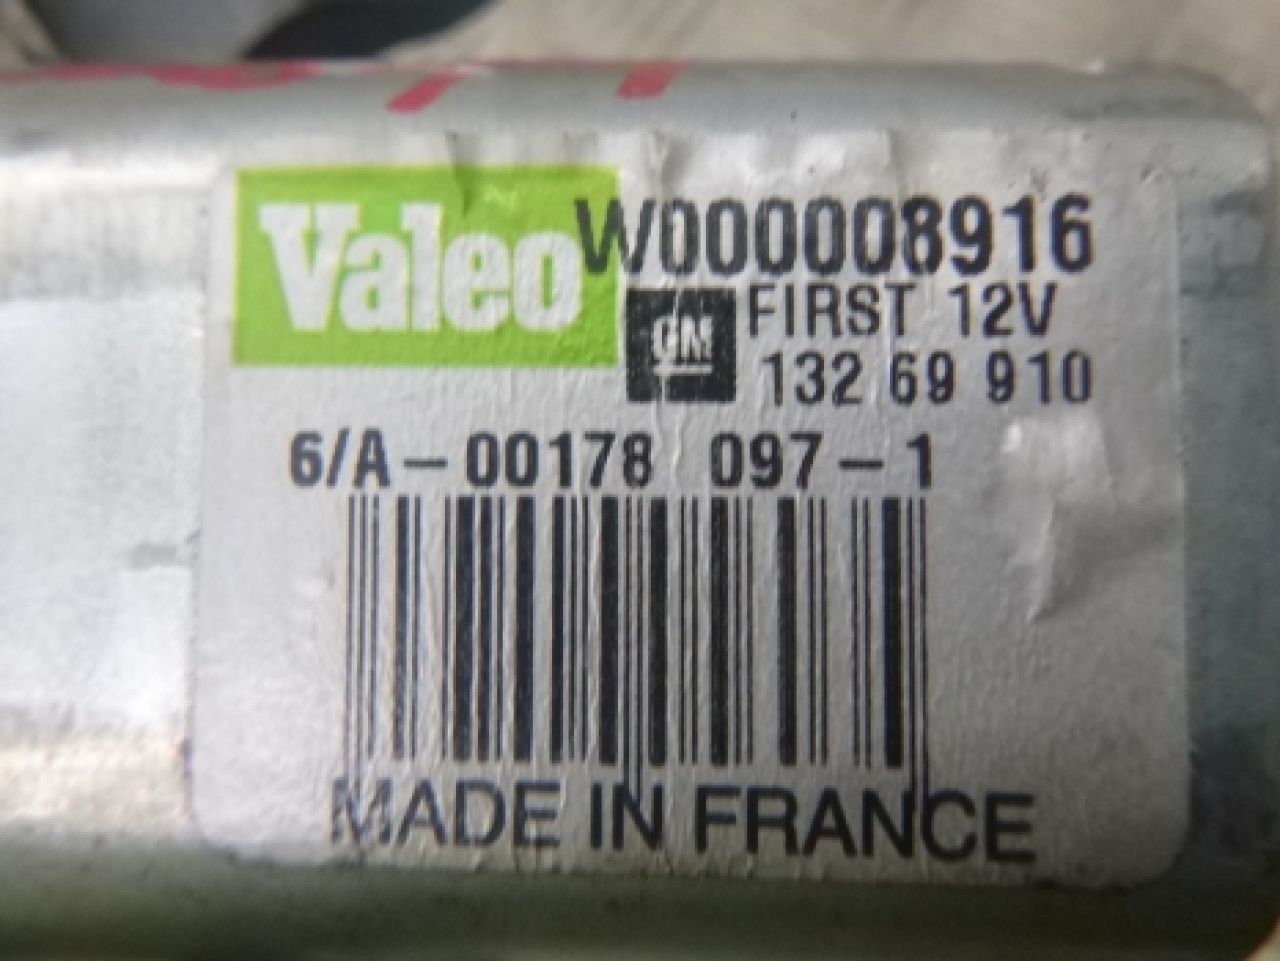 Valeo W000008916
GM FIRST 12V
132 69 910
6/A-00178 097-1
MADE IN FRANCE